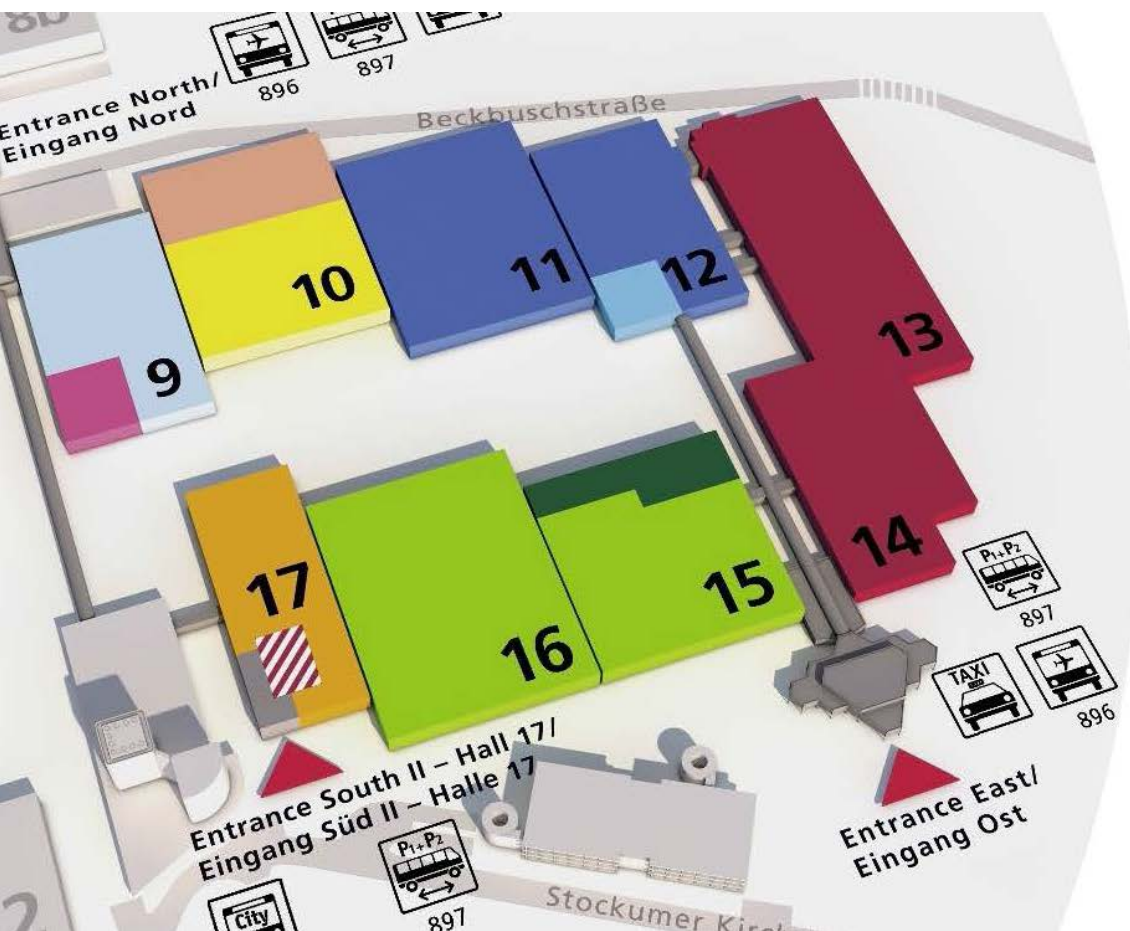 8b
896
897
Entrance North/
Eingang Nord
Beckbuschstraße
9
10
11
12
13
14
15
16
17
P1+P2
897
TAXI
896
Entrance South II – Hall 17/
Eingang Süd II – Halle 17
Entrance East/
Eingang Ost
P1+P2
897
City
Stockumer
2